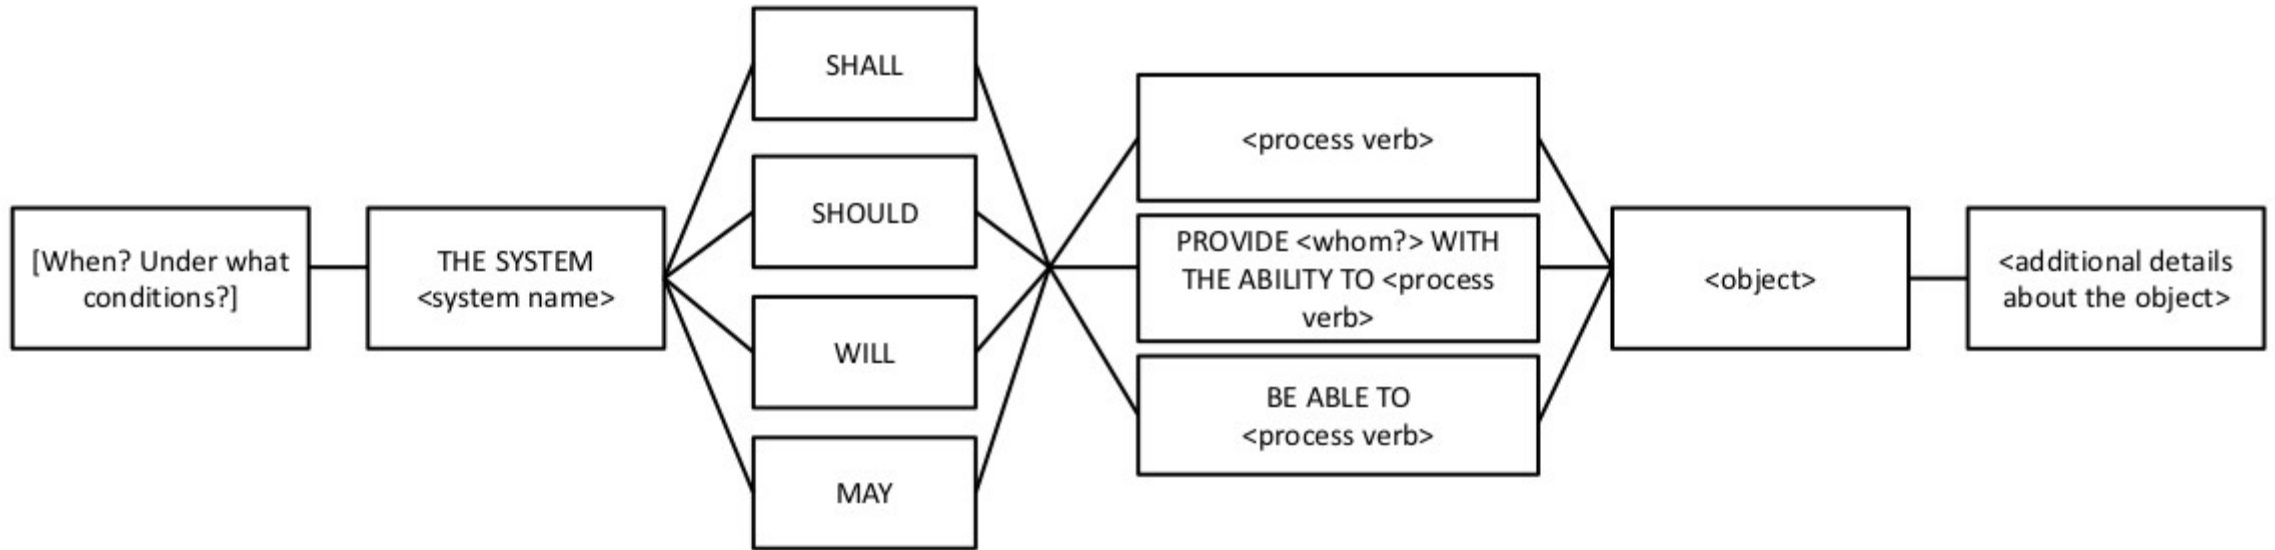 [When? Under what
conditions?]
THE SYSTEM
<system name>
SHALL
SHOULD
WILL
MAY
<process verb>
PROVIDE <whom?> WITH
THE ABILITY TO <process
verb>
BE ABLE TO
<process verb>
<object>
<additional details
about the object>